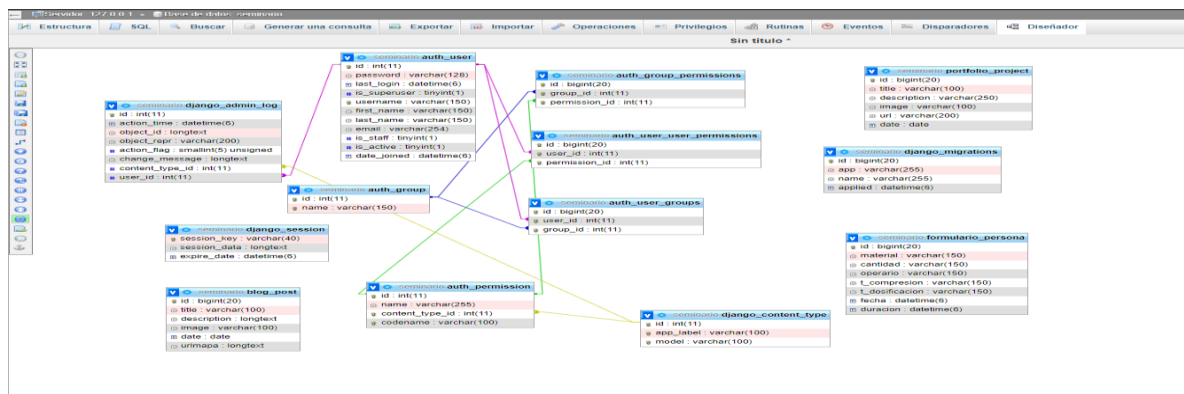 Servidor: 127.0.0.1 » Base de datos: seminario
Estructura SQL Buscar Generar una consulta Exportar Importar Operaciones Privilegios Rutinas Eventos Disparadores Diseñador
Sin título *
seminario auth_user
id : int(11)
password : varchar(128)
last_login : datetime(6)
is_superuser : tinyint(1)
username : varchar(150)
first_name : varchar(150)
last_name : varchar(150)
email : varchar(254)
is_staff : tinyint(1)
is_active : tinyint(1)
date_joined : datetime(6)
seminario auth_group_permissions
id : bigint(20)
group_id : int(11)
permission_id : int(11)
seminario portfolio_project
id : bigint(20)
title : varchar(100)
description : varchar(250)
image : varchar(100)
url : varchar(200)
date : date
seminario django_admin_log
id : int(11)
action_time : datetime(6)
object_id : longtext
object_repr : varchar(200)
action_flag : smallint(5) unsigned
change_message : longtext
content_type_id : int(11)
user_id : int(11)
seminario auth_user_user_permissions
id : bigint(20)
user_id : int(11)
permission_id : int(11)
seminario django_migrations
id : bigint(20)
app : varchar(255)
name : varchar(255)
applied : datetime(6)
seminario auth_group
id : int(11)
name : varchar(150)
seminario auth_user_groups
id : bigint(20)
user_id : int(11)
group_id : int(11)
seminario django_session
session_key : varchar(40)
session_data : longtext
expire_date : datetime(6)
seminario formulario_persona
id : bigint(20)
material : varchar(150)
cantidad : varchar(150)
operario : varchar(150)
t_compresion : varchar(150)
t_dosificacion : varchar(150)
fecha : datetime(6)
duracion : datetime(6)
seminario blog_post
id : bigint(20)
title : varchar(100)
description : longtext
image : varchar(100)
date : date
urlmapa : longtext
seminario auth_permission
id : int(11)
name : varchar(255)
content_type_id : int(11)
codename : varchar(100)
seminario django_content_type
id : int(11)
app_label : varchar(100)
model : varchar(100)